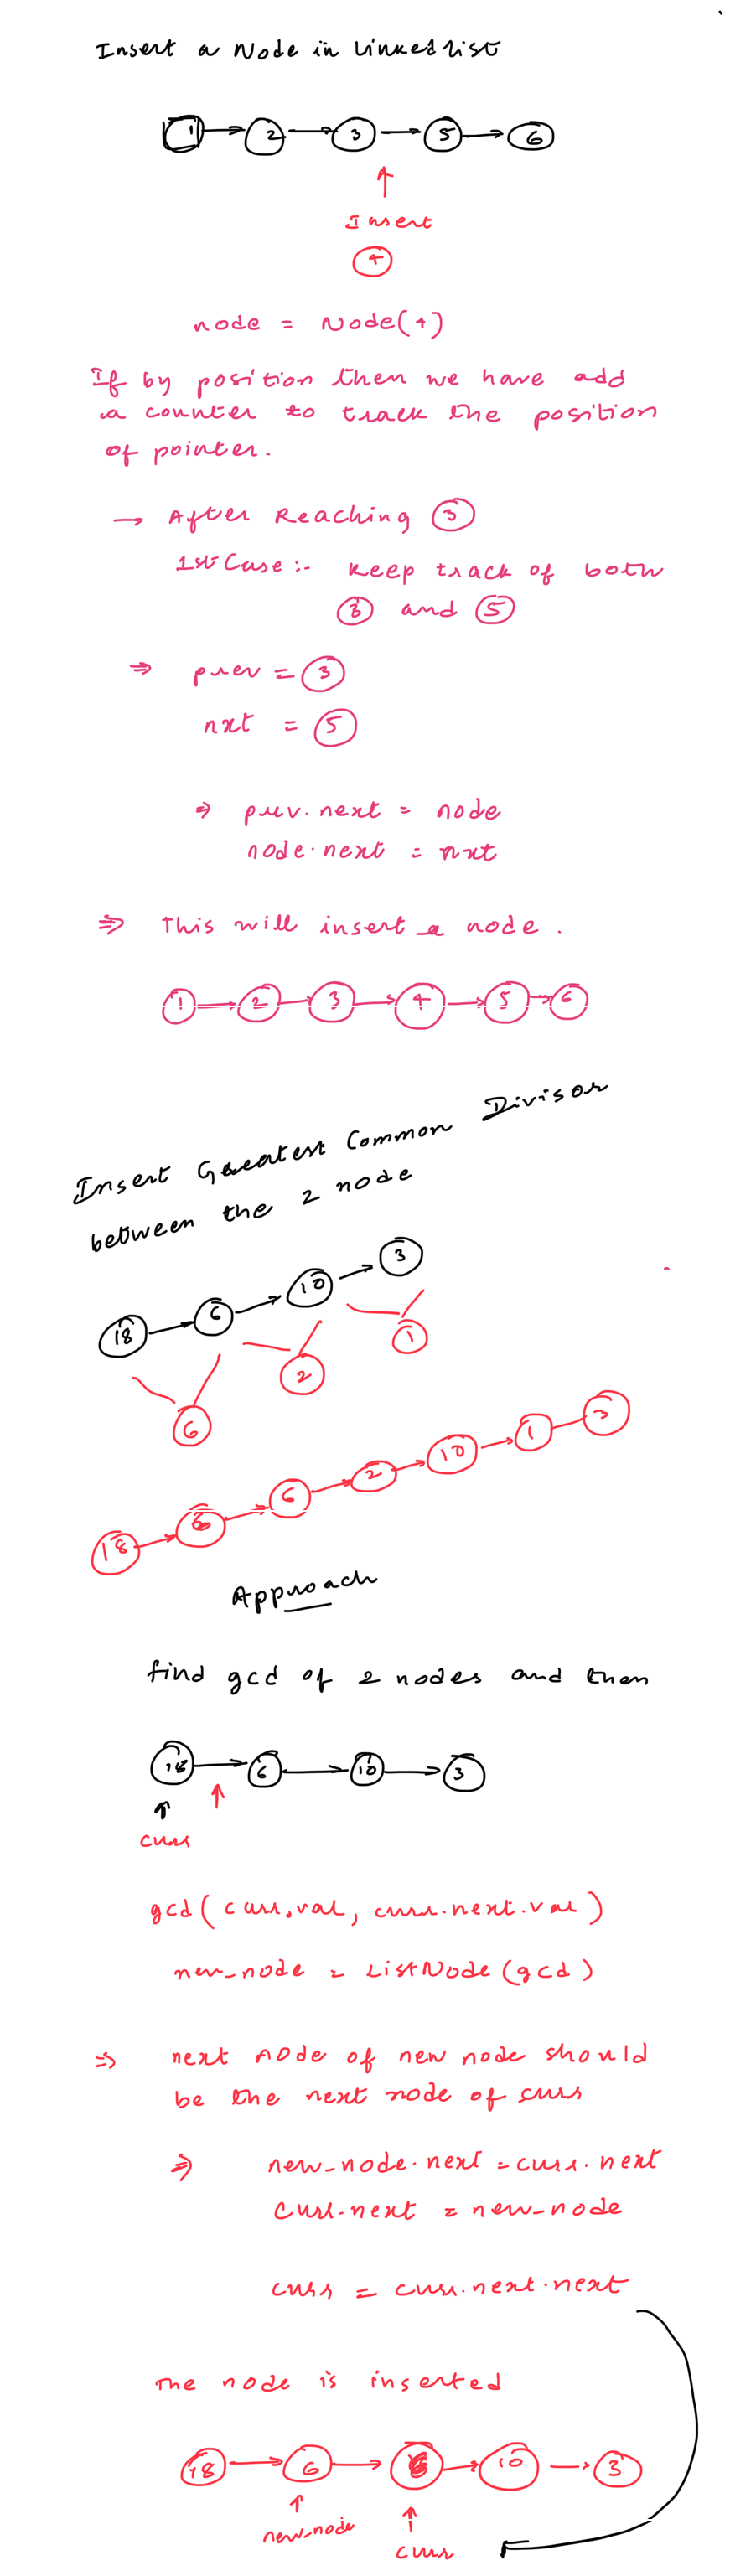 Insert a Node in Linked list
1 2 3 5 6
Insert
4
node = Node(4)
If by position then we have add
a counter to track the position
of pointer.
→ After Reaching 3
1st Case :- Keep track of both
3 and 5
⇒ prev = 3
nxt = 5
⇒ prev.next = node
node.next = nxt
⇒ This will insert a node.
1 2 3 4 5 6
Insert Greatest Common Divisor
between the 2 node
18 6 10 3
6 2 1
18 6 6 2 10 1 3
Approach
find gcd of 2 nodes and then
18 6 10 3
curr
gcd(curr.val, curr.next.val)
new_node = ListNode(gcd)
⇒ next node of new node should
be the next node of curr
⇒ new_node.next = curr.next
curr.next = new_node
curr = curr.next.next
The node is inserted
18 6 6 10 3
new_node
curr